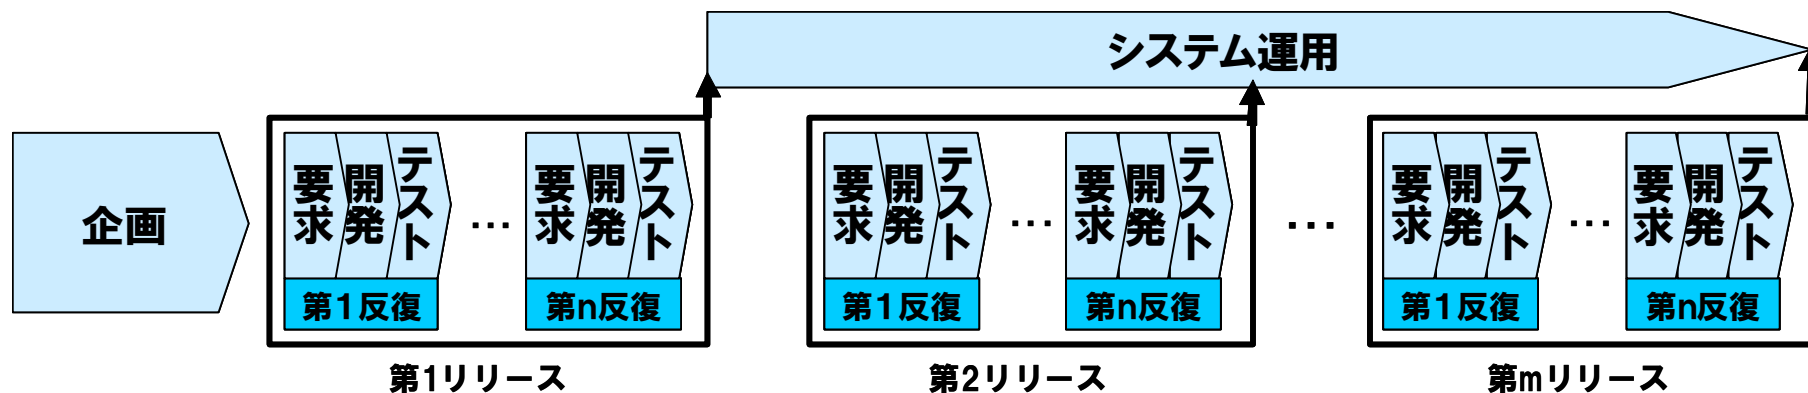 システム運用
企画
要求
開発
テスト
第1反復
…
要求
開発
テスト
第n反復
第1リリース
要求
開発
テスト
第1反復
…
要求
開発
テスト
第n反復
第2リリース
…
要求
開発
テスト
第1反復
…
要求
開発
テスト
第n反復
第mリリース